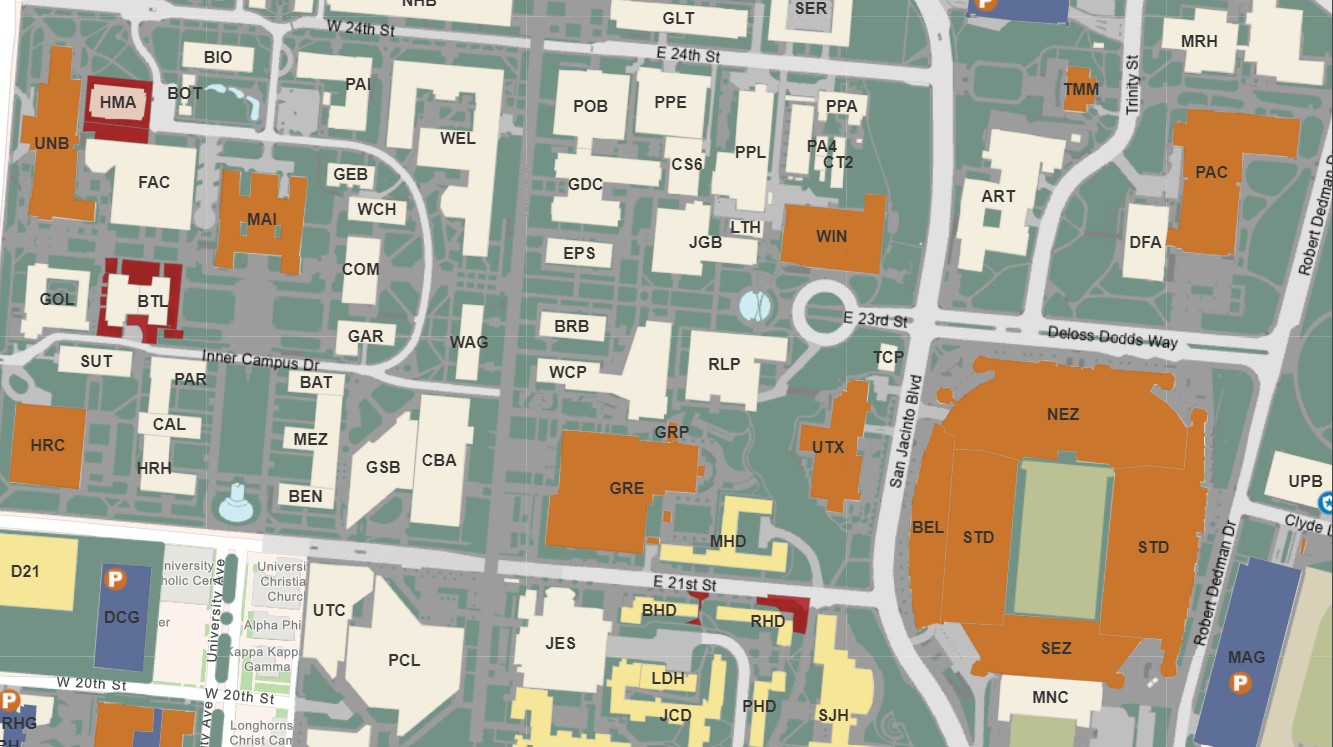 NHB
GLT
SER
P
W 24th St
E 24th St
MRH
BIO
BOT
PAI
HMA
UNB
WEL
POB
PPE
PPL
PPA
PA4
CT2
TMM
Trinity St
FAC
GEB
WCH
MAI
CS6
GDC
LTH
JGB
WIN
ART
DFA
PAC
Robert Dedman
EPS
COM
GOL
BTL
GAR
WAG
BRB
WCP
RLP
E 23rd St
TCP
Deloss Dodds Way
SUT
Inner Campus Dr
PAR
BAT
CAL
MEZ
HRC
HRH
BEN
GSB
CBA
GRP
GRE
UTX
San Jacinto Blvd
NEZ
BEL
STD
STD
SEZ
UPB
Clyde
MHD
E 21st St
D21
P
DCG
University Ave
Alpha Phi
Kappa Kappa
Gamma
UTC
PCL
JES
BHD
RHD
LDH
JCD
PHD
SJH
MNC
Robert Dedman Dr
MAG
P
W 20th St
W 20th St
P
RHG
Longhorns